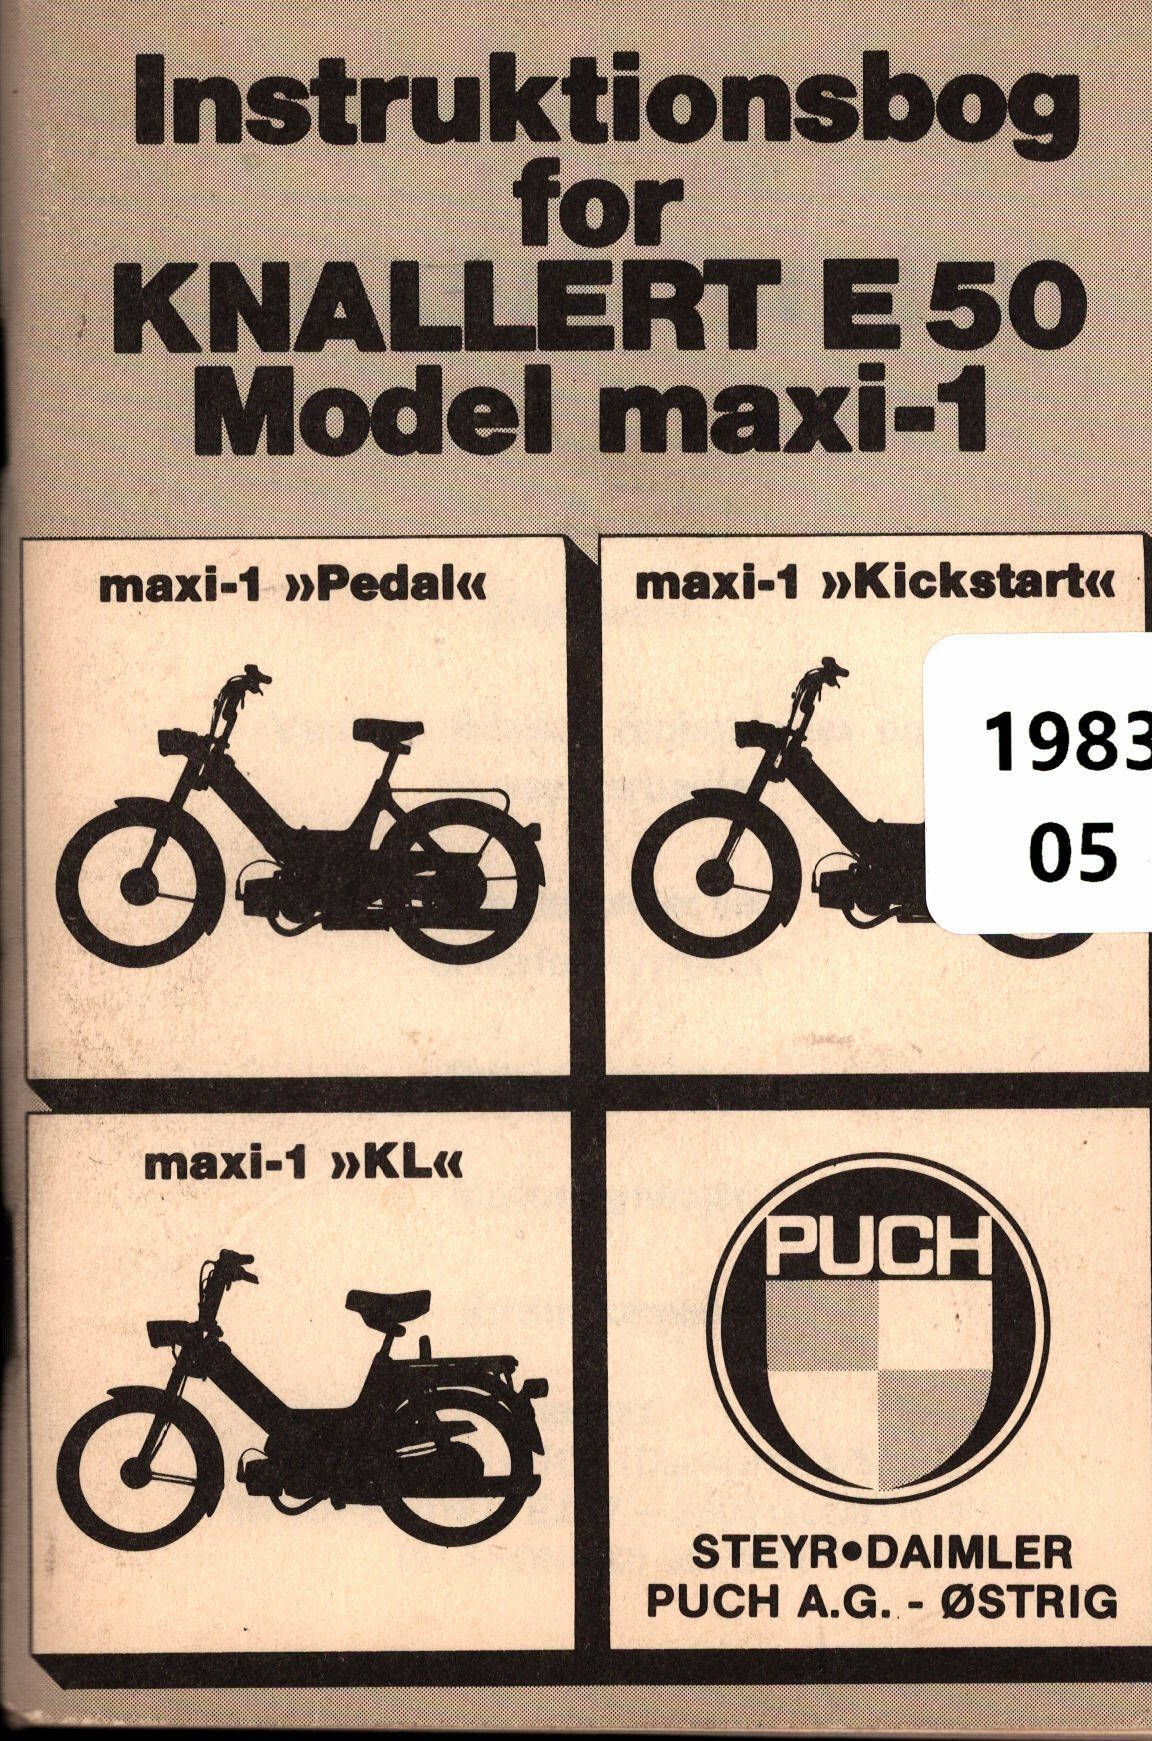 Instruktionsbog
for
KNALLERT E 50
Model maxi-1
maxi-1 »Pedal«
maxi-1 »Kickstart«
1983
05
maxi-1 »KL«
PUCH
STEYR•DAIMLER
PUCH A.G. - ØSTRIG